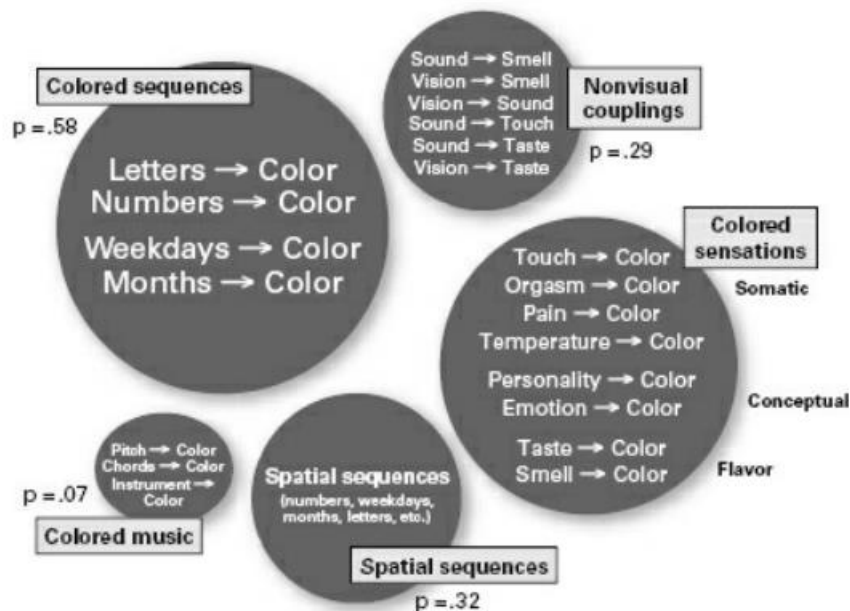 Colored sequences
p = .58
Letters → Color
Numbers → Color
Weekdays → Color
Months → Color
Sound → Smell
Vision → Smell
Vision → Sound
Sound → Touch
Sound → Taste
Vision → Taste
Nonvisual
couplings
p = .29
Colored
sensations
Touch → Color
Orgasm → Color
Pain → Color
Temperature → Color
Somatic
Personality → Color
Emotion → Color
Conceptual
Taste → Color
Smell → Color
Flavor
Pitch → Color
Chords → Color
Instrument →
Color
p = .07
Colored music
Spatial sequences
(numbers, weekdays,
months, letters, etc.)
Spatial sequences
p = .32